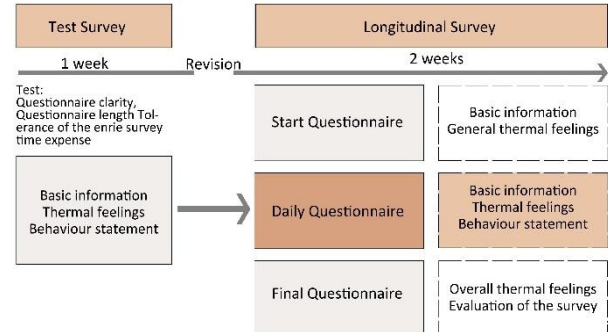 Test Survey
Longitudinal Survey
1 week
Revision
2 weeks
Test:
Questionnaire clarity,
Questionnaire length Tol-
erance of the enrie survey
time expense
Basic information
Thermal feelings
Behaviour statement
Start Questionnaire
Basic information
General thermal feelings
Daily Questionnaire
Basic information
Thermal feelings
Behaviour statement
Final Questionnaire
Overall thermal feelings
Evaluation of the survey